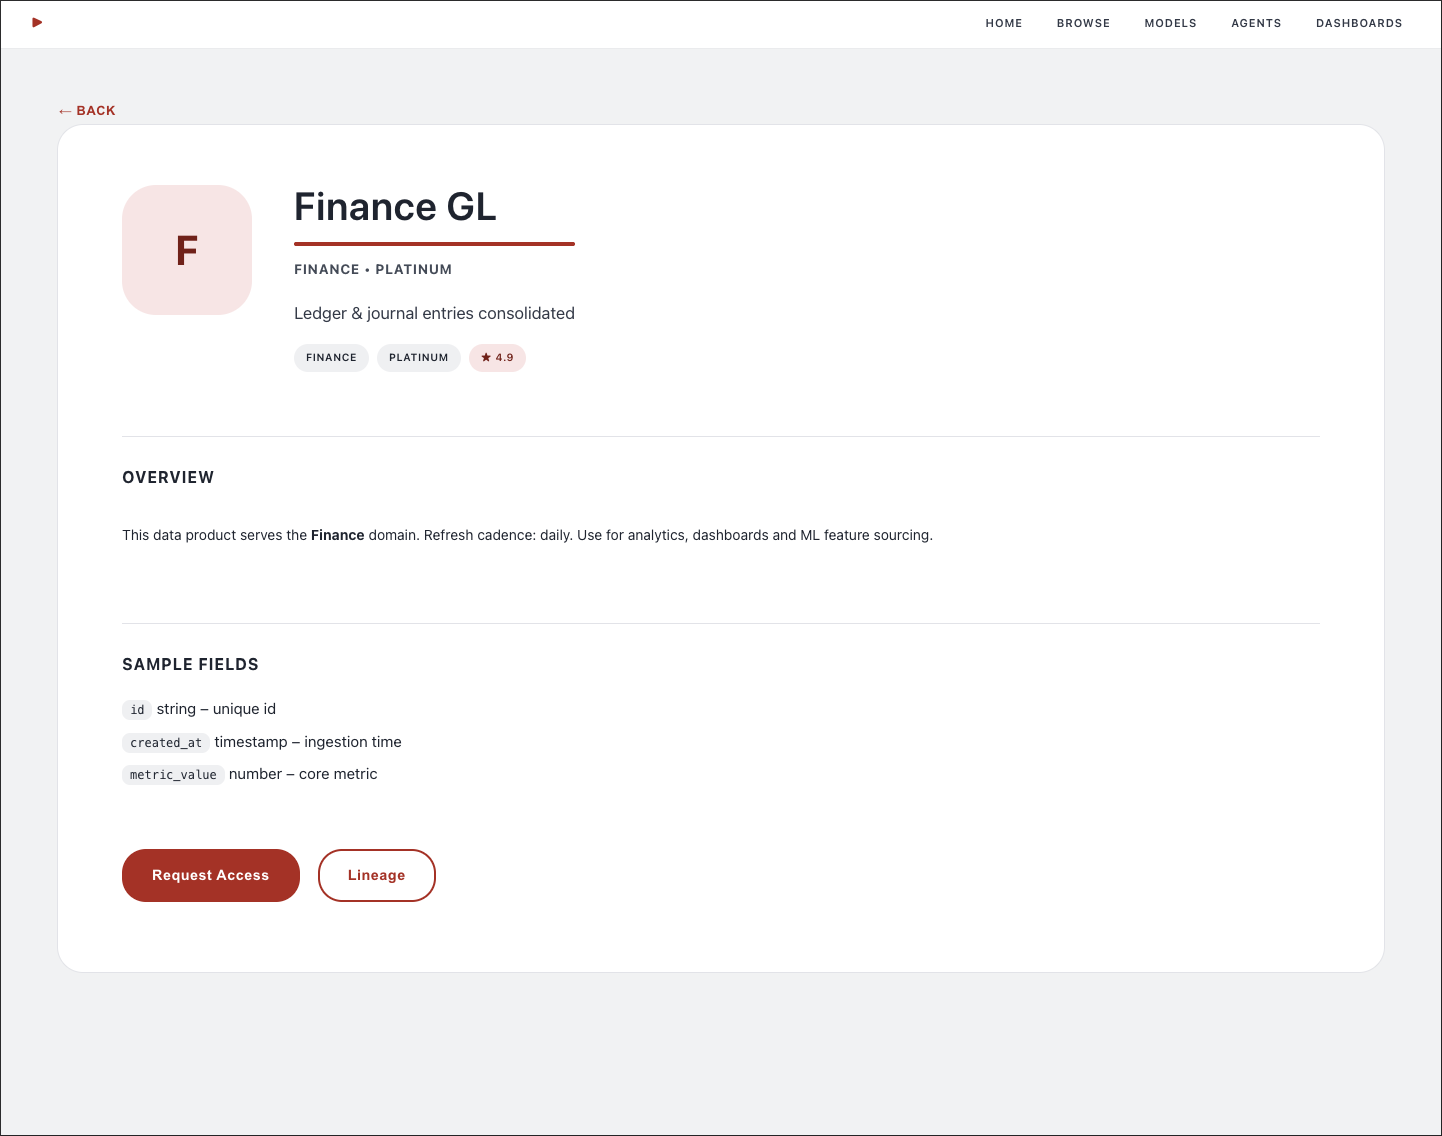 HOME BROWSE MODELS AGENTS DASHBOARDS
← BACK
F
Finance GL
FINANCE • PLATINUM
Ledger & journal entries consolidated
FINANCE PLATINUM ★ 4.9
OVERVIEW
This data product serves the Finance domain. Refresh cadence: daily. Use for analytics, dashboards and ML feature sourcing.
SAMPLE FIELDS
id string – unique id
created_at timestamp – ingestion time
metric_value number – core metric
Request Access Lineage